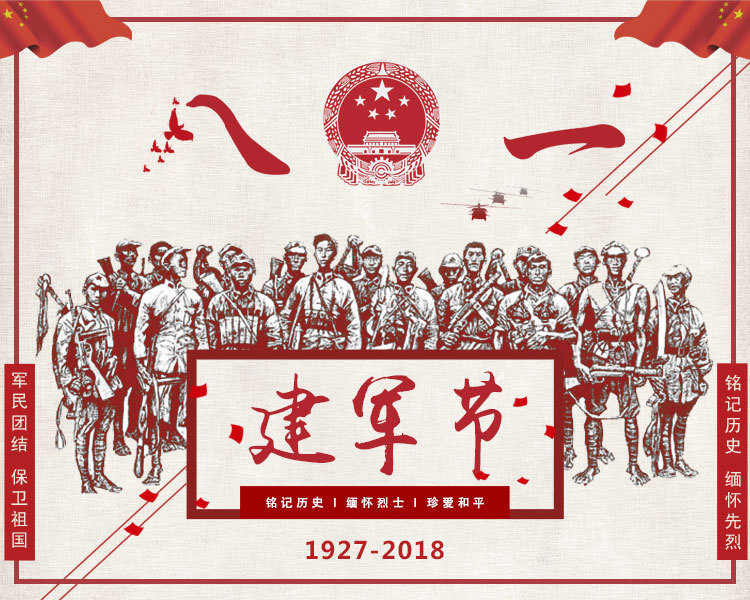 八一
建军节
铭记历史 I 缅怀烈士 I 珍爱和平
1927-2018
军民团结 保卫祖国
铭记历史 缅怀先烈